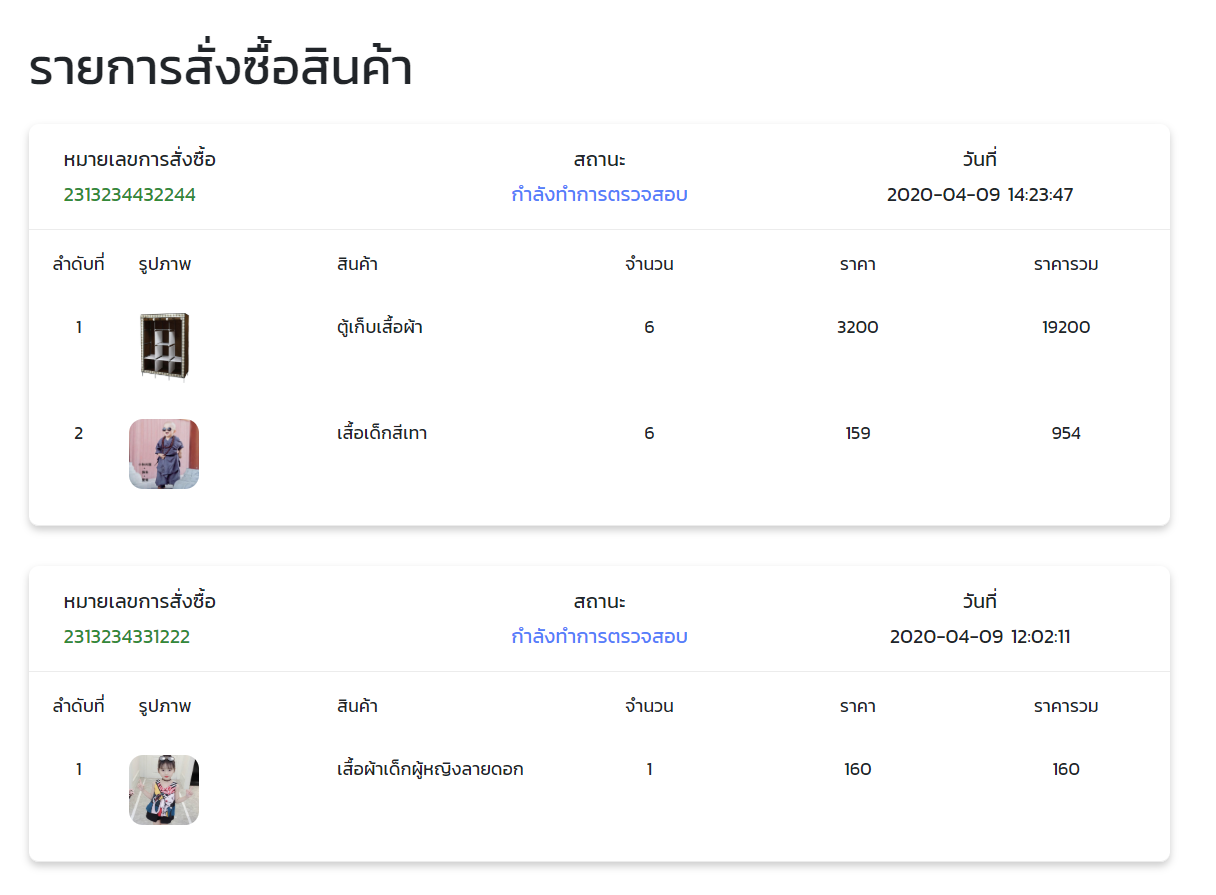 รายการสั่งซื้อสินค้า
หมายเลขการสั่งซื้อ สถานะ วันที่
2313234432244 กำลังทำการตรวจสอบ 2020-04-09 14:23:47
ลำดับที่ รูปภาพ สินค้า จำนวน ราคา ราคารวม
1 ตู้เก็บเสื้อผ้า 6 3200 19200
2 เสื้อเด็กสีเทา 6 159 954
หมายเลขการสั่งซื้อ สถานะ วันที่
2313234331222 กำลังทำการตรวจสอบ 2020-04-09 12:02:11
ลำดับที่ รูปภาพ สินค้า จำนวน ราคา ราคารวม
1 เสื้อผ้าเด็กผู้หญิงลายดอก 1 160 160